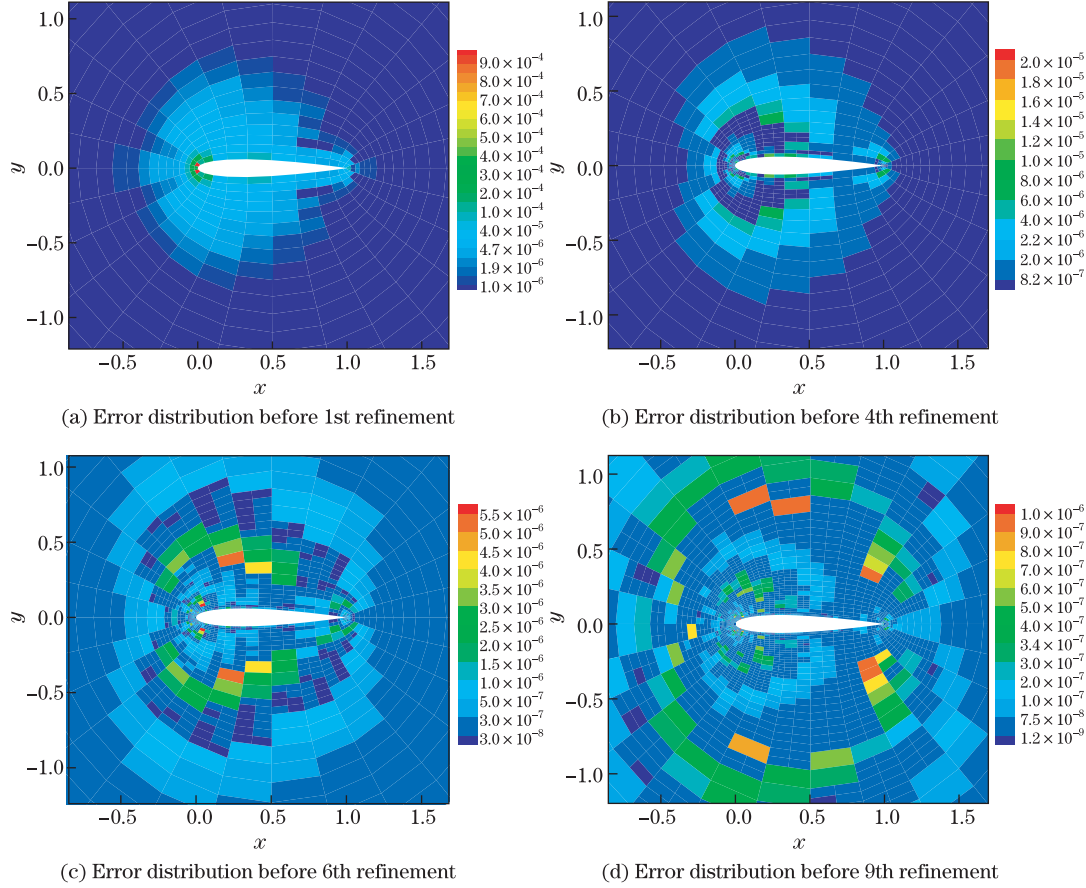 1.0
0.5
0.0
−0.5
−1.0
y
−0.5 0.0 0.5 1.0 1.5
x
9.0 × 10−4
8.0 × 10−4
7.0 × 10−4
6.0 × 10−4
5.0 × 10−4
4.0 × 10−4
3.0 × 10−4
2.0 × 10−4
1.0 × 10−4
1.0 × 10−5
4.0 × 10−5
4.7 × 10−6
1.9 × 10−6
1.0 × 10−6
(a) Error distribution before 1st refinement
1.0
0.5
0.0
−0.5
−1.0
y
−0.5 0.0 0.5 1.0 1.5
x
2.0 × 10−5
1.8 × 10−5
1.6 × 10−5
1.4 × 10−5
1.2 × 10−5
1.0 × 10−5
8.0 × 10−6
6.0 × 10−6
4.0 × 10−6
2.2 × 10−6
2.0 × 10−6
8.2 × 10−7
(b) Error distribution before 4th refinement
1.0
0.5
0.0
−0.5
−1.0
y
−0.5 0.0 0.5 1.0 1.5
x
5.5 × 10−6
5.0 × 10−6
4.5 × 10−6
4.0 × 10−6
3.5 × 10−6
3.0 × 10−6
2.5 × 10−6
2.0 × 10−6
1.5 × 10−6
1.0 × 10−6
5.0 × 10−7
3.0 × 10−7
3.0 × 10−8
(c) Error distribution before 6th refinement
1.0
0.5
0.0
−0.5
−1.0
y
−0.5 0.0 0.5 1.0 1.5
x
1.0 × 10−6
9.0 × 10−7
8.0 × 10−7
7.0 × 10−7
6.0 × 10−7
5.0 × 10−7
4.0 × 10−7
3.4 × 10−7
3.0 × 10−7
2.0 × 10−7
1.0 × 10−7
7.5 × 10−8
1.2 × 10−9
(d) Error distribution before 9th refinement